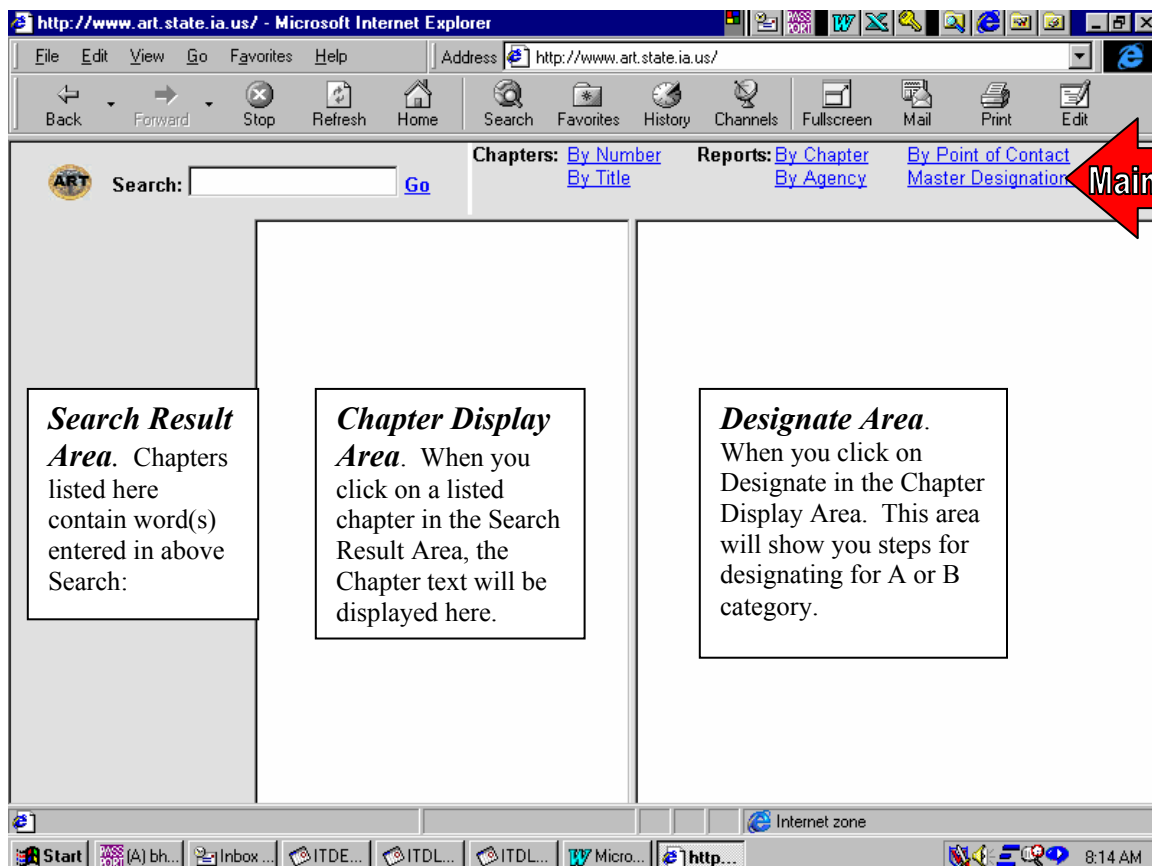 http://www.art.state.ia.us/ - Microsoft Internet Explorer
PASS PORT
File Edit View Go Favorites Help Address http://www.art.state.ia.us/
Back Forward Stop Refresh Home Search Favorites History Channels Fullscreen Mail Print Edit
Chapters: By Number Reports: By Chapter By Point of Contact
ART Search: Go By Title By Agency Master Designation
Main
Search Result
Area. Chapters
listed here
contain word(s)
entered in above
Search:
Chapter Display
Area. When you
click on a listed
chapter in the Search
Result Area, the
Chapter text will be
displayed here.
Designate Area.
When you click on
Designate in the Chapter
Display Area. This area
will show you steps for
designating for A or B
category.
Internet zone
Start (A) bh... Inbox ... ITDE... ITDL... ITDL... Micro... http... 8:14 AM